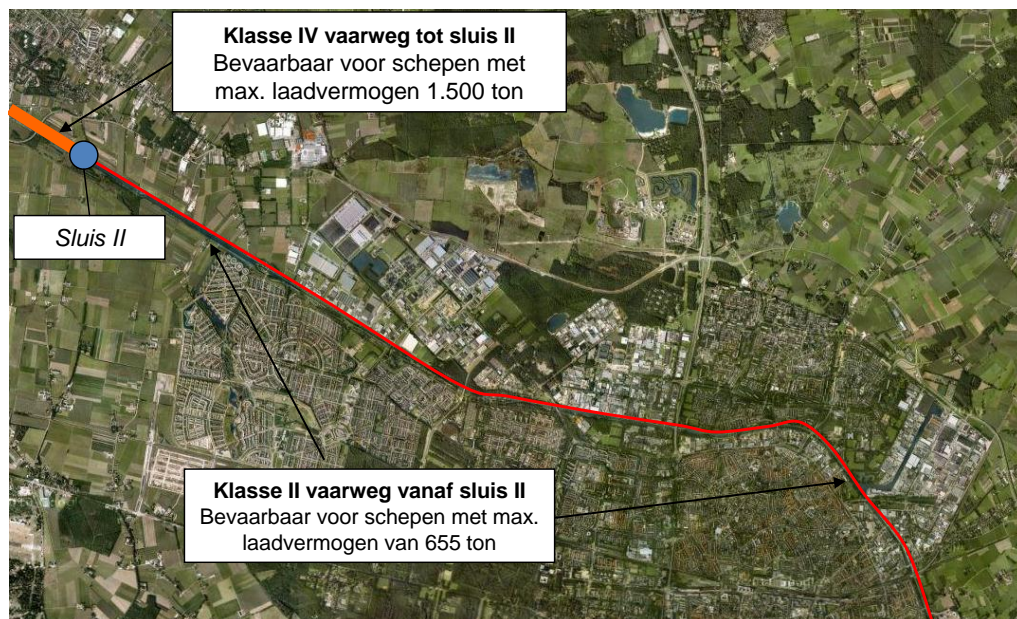 Klasse IV vaarweg tot sluis II
Bevaarbaar voor schepen met
max. laadvermogen 1.500 ton
Sluis II
Klasse II vaarweg vanaf sluis II
Bevaarbaar voor schepen met max.
laadvermogen van 655 ton